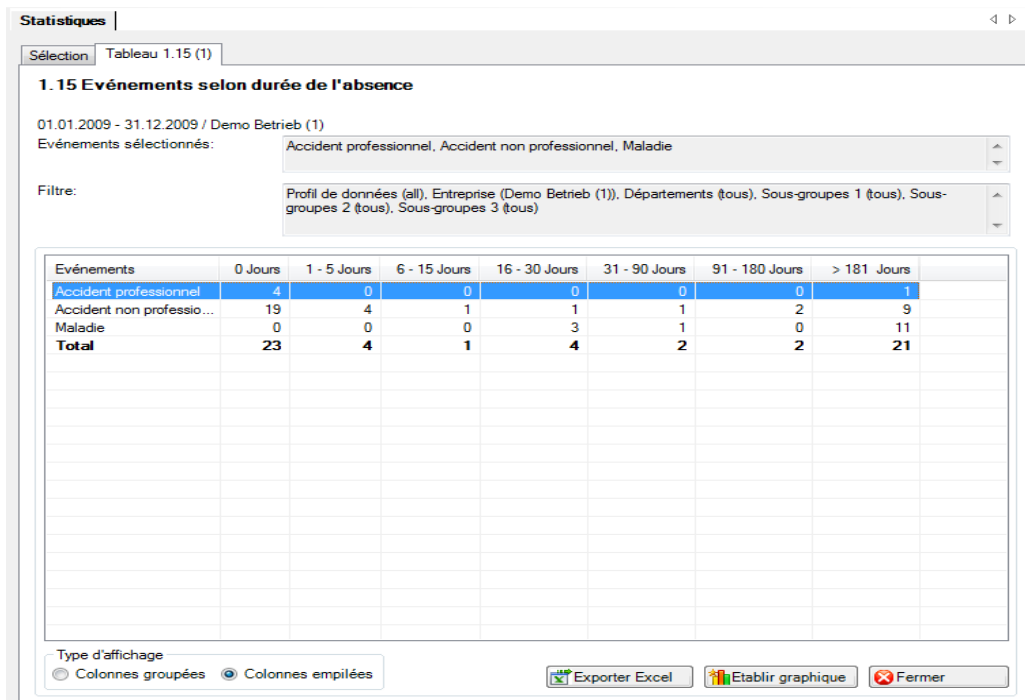 Statistiques
Sélection Tableau 1.15 (1)
1.15 Evénements selon durée de l'absence
01.01.2009 - 31.12.2009 / Demo Betrieb (1)
Evénements sélectionnés: Accident professionnel, Accident non professionnel, Maladie
Filtre: Profil de données (all), Entreprise (Demo Betrieb (1)), Départements (tous), Sous-groupes 1 (tous), Sous-
groupes 2 (tous), Sous-groupes 3 (tous)
Evénements 0 Jours 1 - 5 Jours 6 - 15 Jours 16 - 30 Jours 31 - 90 Jours 91 - 180 Jours > 181 Jours
Accident professionnel 4 0 0 0 0 0 1
Accident non professio... 19 4 1 1 1 2 9
Maladie 0 0 0 3 1 0 11
Total 23 4 1 4 2 2 21
Type d'affichage
Colonnes groupées Colonnes empilées Exporter Excel Etablir graphique Fermer